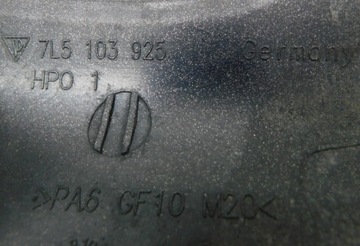 7L5 103 925 Germany
HPO 1
>PA6 GF10 M20<